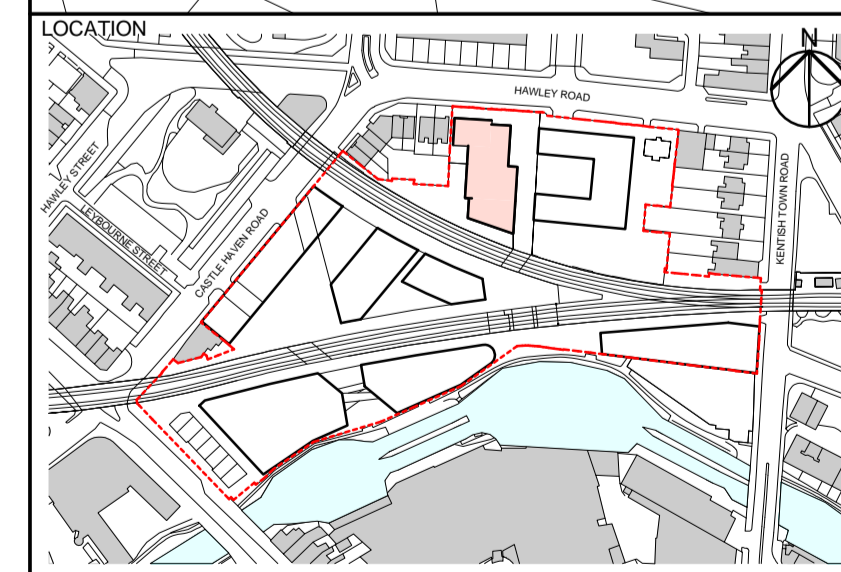 LOCATION
N
HAWLEY ROAD
HAWLEY STREET
LEYBOURNE STREET
CASTLE HAVEN ROAD
KENTISH TOWN ROAD